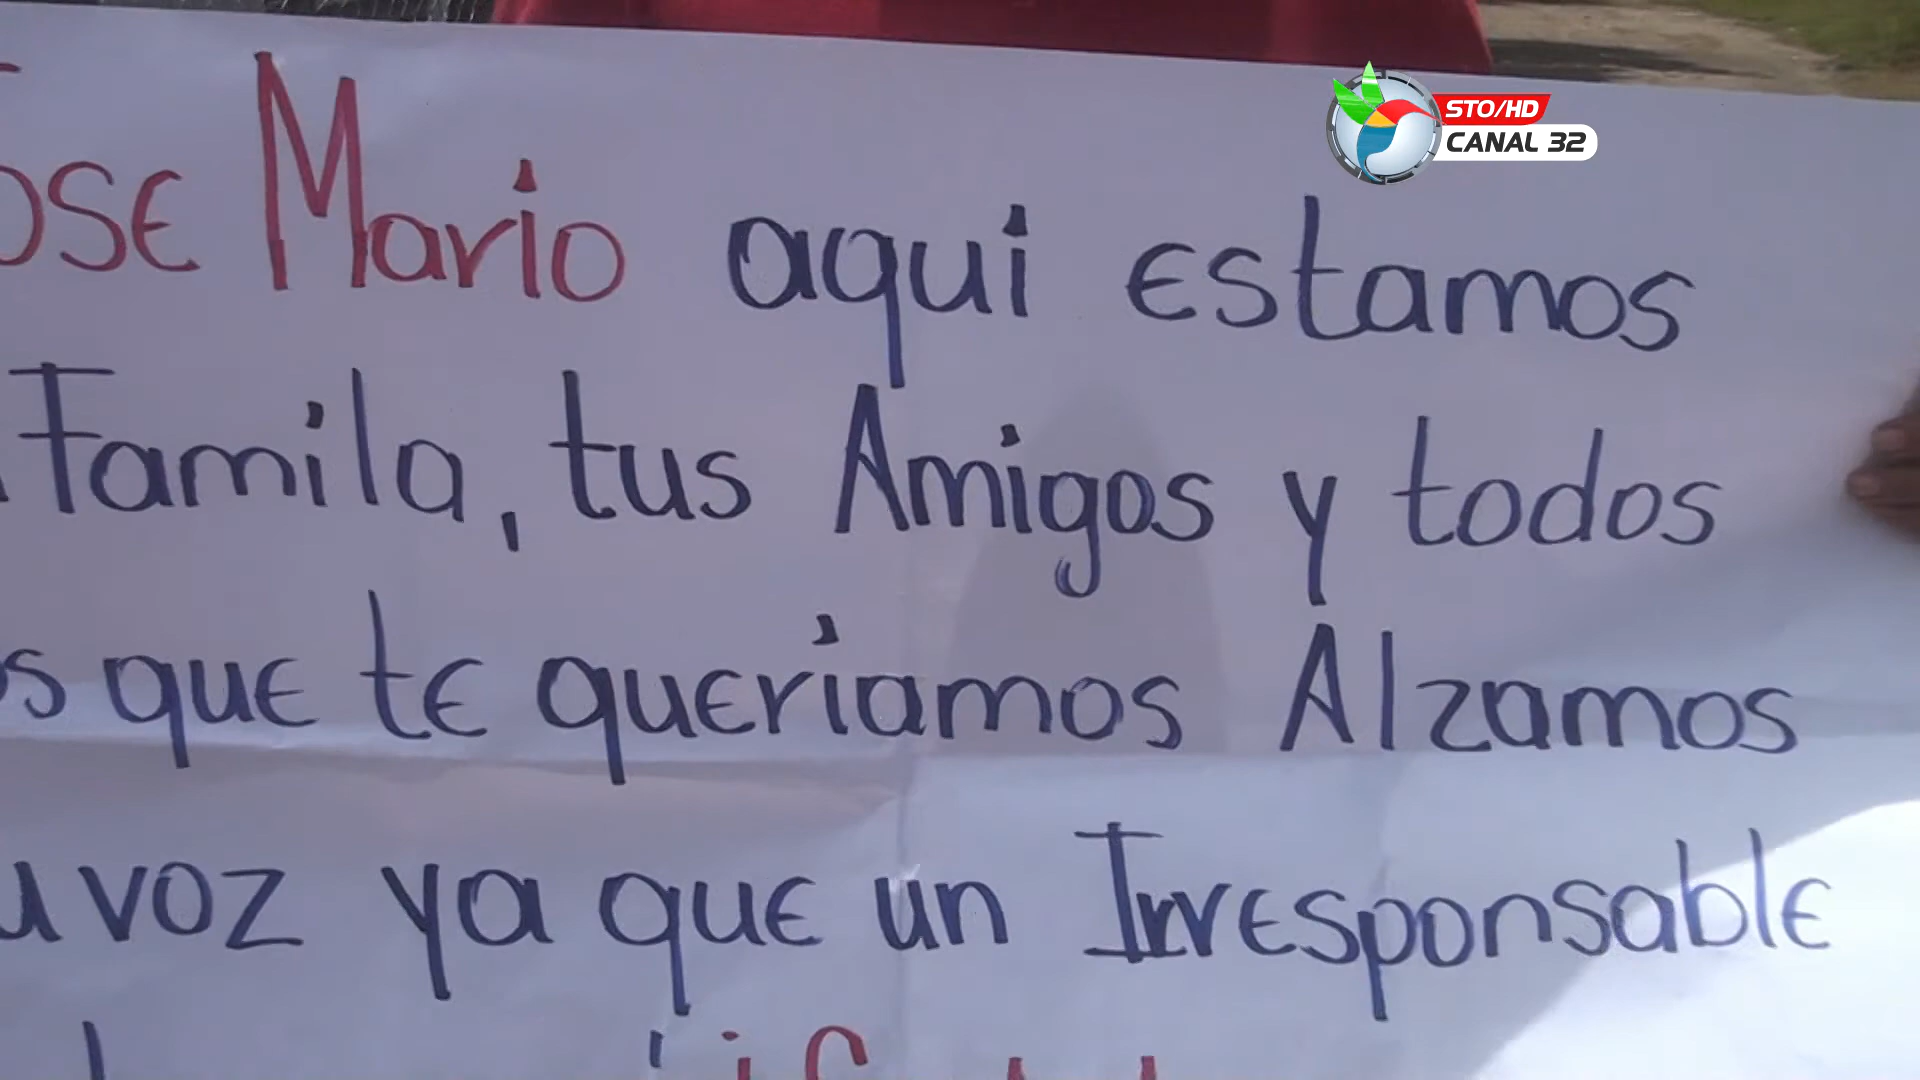 STO/HD
CANAL 32
JOSE Mario aqui Estamos
Famila, tus Amigos y todos
que te queriamos Alzamos
voz ya que un Irresponsable